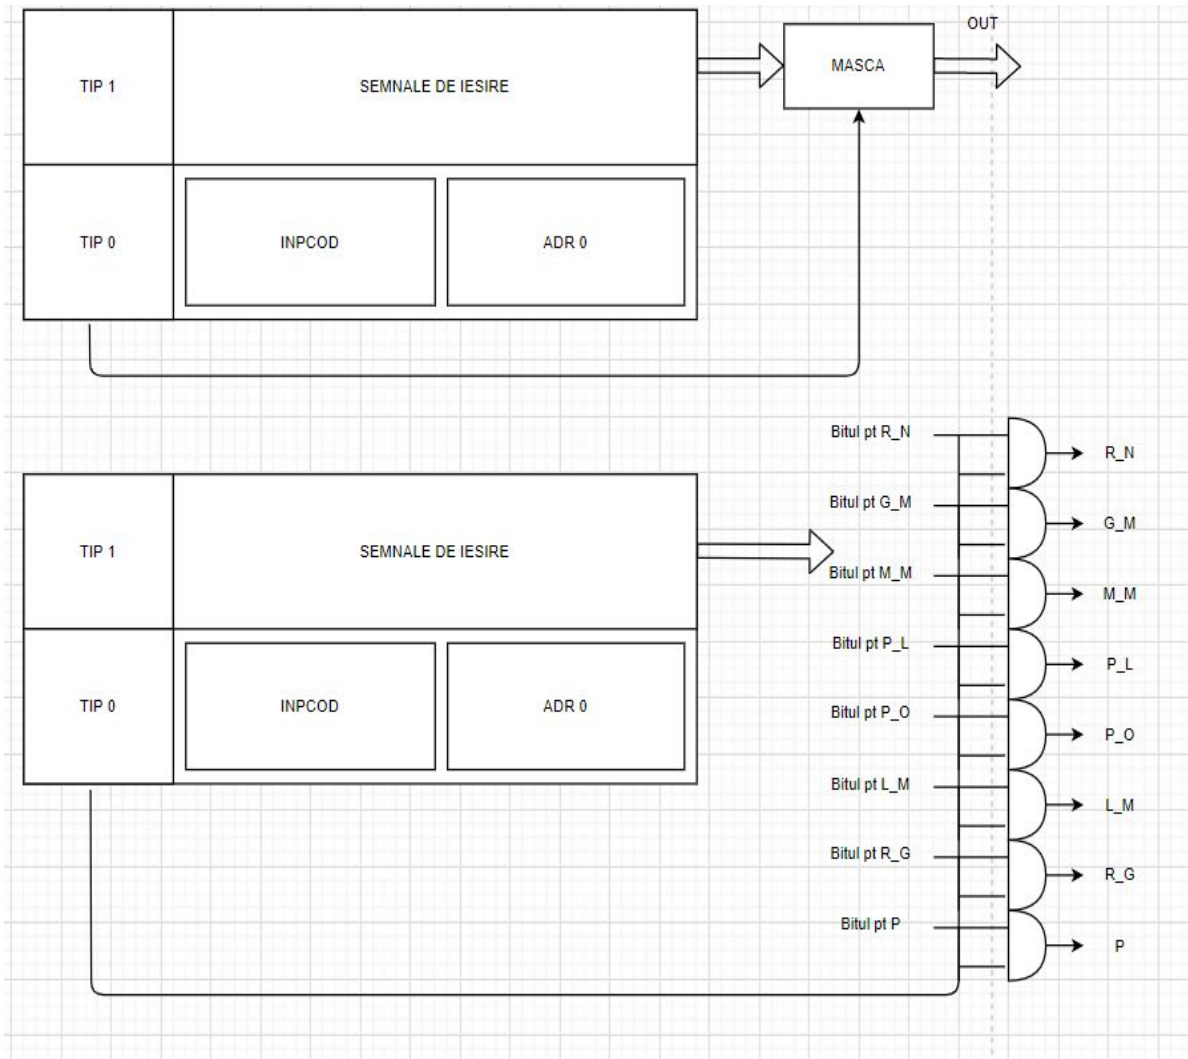 OUT
TIP 1
SEMNALE DE IESIRE
MASCA
TIP 0
INPCOD
ADR 0
Bitul pt R_N
R_N
Bitul pt G_M
G_M
TIP 1
SEMNALE DE IESIRE
Bitul pt M_M
M_M
Bitul pt P_L
P_L
TIP 0
INPCOD
ADR 0
Bitul pt P_O
P_O
Bitul pt L_M
L_M
Bitul pt R_G
R_G
Bitul pt P
P